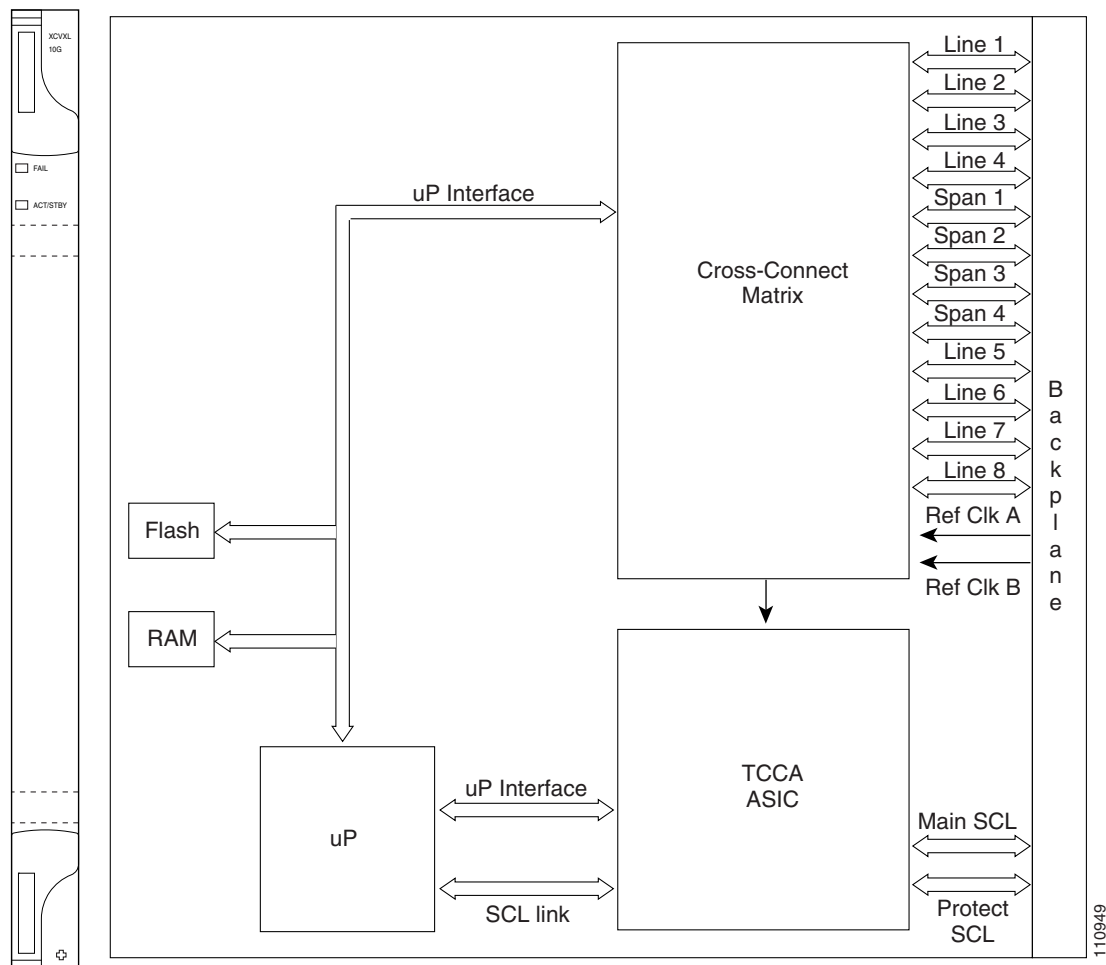 XCVXL
10G
FAIL
ACT/STBY
uP Interface
Cross-Connect
Matrix
Line 1
Line 2
Line 3
Line 4
Span 1
Span 2
Span 3
Span 4
Line 5
Line 6
Line 7
Line 8
Ref Clk A
Ref Clk B
Backplane
Flash
RAM
uP
uP Interface
SCL link
TCCA
ASIC
Main SCL
Protect
SCL
110949